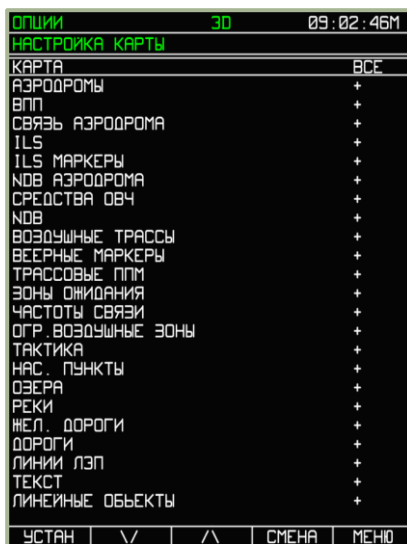 ОПЦИИ 3D 09:02:46М
НАСТРОЙКА КАРТЫ
КАРТА ВСЕ
АЭРОДРОМЫ +
ВПП +
СВЯЗЬ АЭРОДРОМА +
ILS +
ILS МАРКЕРЫ +
NDB АЭРОДРОМА +
СРЕДСТВА ОВЧ +
NDB +
ВОЗДУШНЫЕ ТРАССЫ +
ВЕЕРНЫЕ МАРКЕРЫ +
ТРАССОВЫЕ ППМ +
ЗОНЫ ОЖИДАНИЯ +
ЧАСТОТЫ СВЯЗИ +
ОГР.ВОЗДУШНЫЕ ЗОНЫ +
ТАКТИКА +
НАС. ПУНКТЫ +
ОЗЕРА +
РЕКИ +
ЖЕЛ. ДОРОГИ +
ДОРОГИ +
ЛИНИИ ЛЭП +
ТЕКСТ +
ЛИНЕЙНЫЕ ОБЬЕКТЫ +
УСТАН \/ /\ СМЕНА МЕНЮ